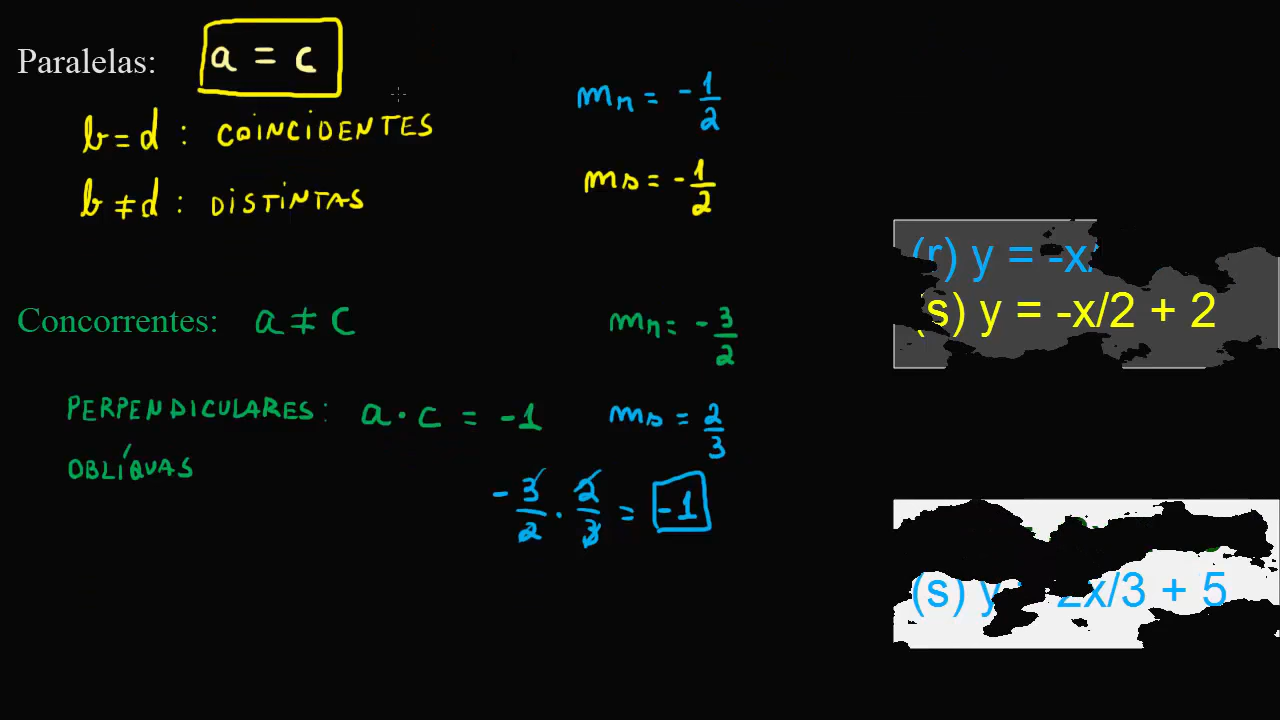 Paralelas: a = c
b = d : COINCIDENTES
b ≠ d : DISTINTAS
m_r = -1/2
m_s = -1/2
(r) y = -x/
(s) y = -x/2 + 2
Concorrentes: a ≠ c
PERPENDICULARES: a · c = -1
OBLÍQUAS
m_r = -3/2
m_s = 2/3
-3/2 · 2/3 = -1
(s) y 2x/3 + 5